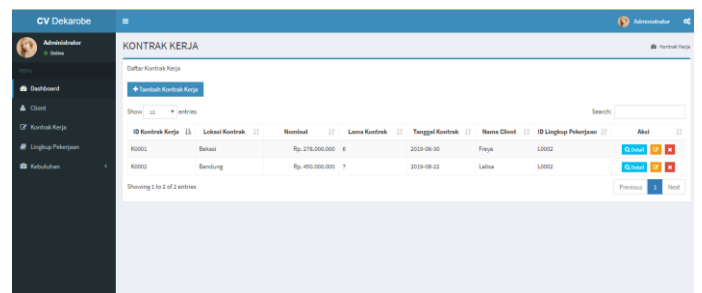 CV Dekarobe
Administrator
Administrator
Online
MENU
Dashboard
Client
Kontrak Kerja
Lingkup Pekerjaan
Kebutuhan
KONTRAK KERJA
Kontrak Kerja
Daftar Kontrak Kerja
Tambah Kontrak Kerja
Show 10 entries
Search:
ID Kontrak Kerja Lokasi Kontrak Nominal Lama Kontrak Tanggal Kontrak Nama Client ID Lingkup Pekerjaan Aksi
K0001 Bekasi Rp. 278.000.000 6 2019-08-30 Freya L0002 Detail
K0002 Bandung Rp. 450.000.000 7 2019-08-22 Lalisa L0002 Detail
Showing 1 to 2 of 2 entries
Previous 1 Next